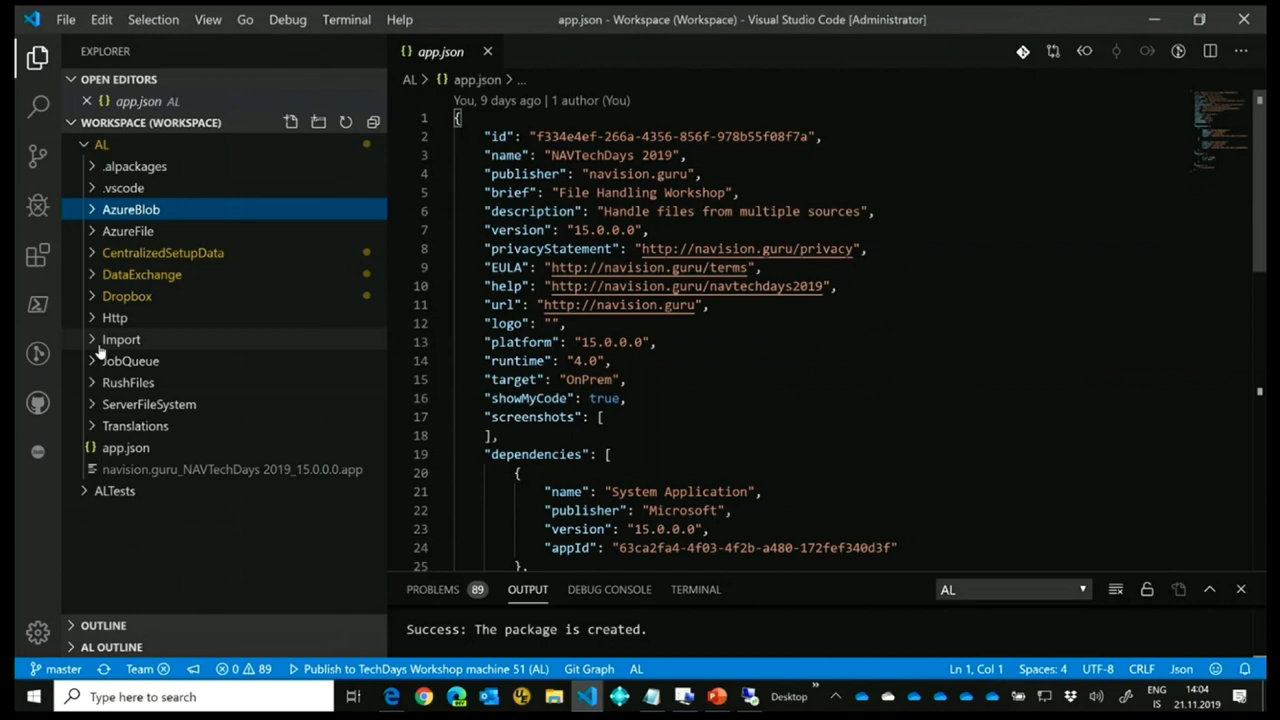 File Edit Selection View Go Debug Terminal Help app.json - Workspace (Workspace) - Visual Studio Code [Administrator]
EXPLORER
OPEN EDITORS
{} app.json AL
WORKSPACE (WORKSPACE)
AL
.alpackages
.vscode
AzureBlob
AzureFile
CentralizedSetupData
DataExchange
Dropbox
Http
Import
JobQueue
RushFiles
ServerFileSystem
Translations
{} app.json
navision.guru_NAVTechDays 2019_15.0.0.0.app
ALTests
OUTLINE
AL OUTLINE
{} app.json
AL > {} app.json > ...
You, 9 days ago | 1 author (You)
1 {
2 "id": "f334e4ef-266a-4356-856f-978b55f08f7a",
3 "name": "NAVTechDays 2019",
4 "publisher": "navision.guru",
5 "brief": "File Handling Workshop",
6 "description": "Handle files from multiple sources",
7 "version": "15.0.0.0",
8 "privacyStatement": "http://navision.guru/privacy",
9 "EULA": "http://navision.guru/terms",
10 "help": "http://navision.guru/navtechdays2019",
11 "url": "http://navision.guru",
12 "logo": "",
13 "platform": "15.0.0.0",
14 "runtime": "4.0",
15 "target": "OnPrem",
16 "showMyCode": true,
17 "screenshots": [
18 ],
19 "dependencies": [
20 {
21 "name": "System Application",
22 "publisher": "Microsoft",
23 "version": "15.0.0.0",
24 "appId": "63ca2fa4-4f03-4f2b-a480-172fef340d3f"
25 },
PROBLEMS 89 OUTPUT DEBUG CONSOLE TERMINAL AL
Success: The package is created.
master Team 0 89 Publish to TechDays Workshop machine 51 (AL) Git Graph AL Ln 1, Col 1 Spaces: 4 UTF-8 CRLF Json
Type here to search Desktop ENG 14:04
IS 21.11.2019